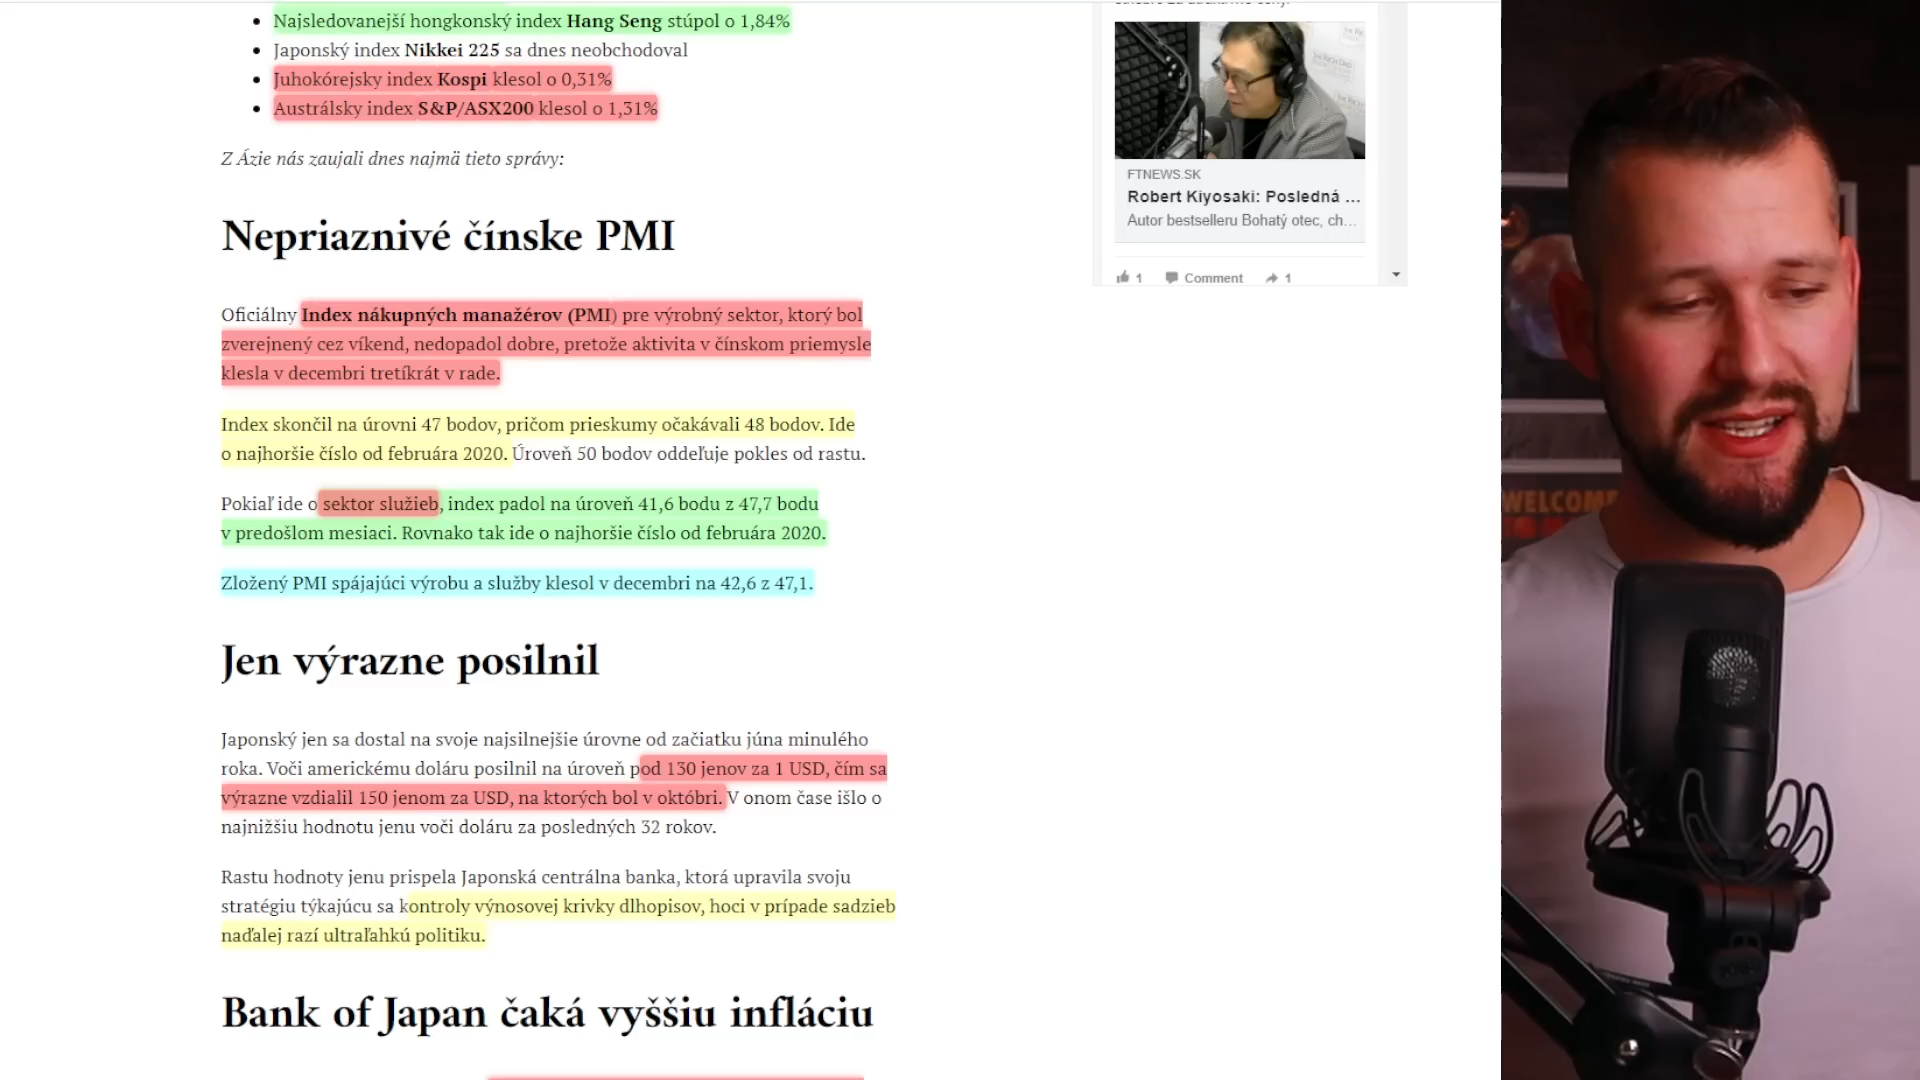 Najsledovanejší hongkonský index Hang Seng stúpol o 1,84%
Japonský index Nikkei 225 sa dnes neobchodoval
Juhokórejsky index Kospi klesol o 0,31%
Austrálsky index S&P/ASX200 klesol o 1,31%
Z Ázie nás zaujali dnes najmä tieto správy:
Nepriaznivé čínske PMI
Oficiálny Index nákupných manažérov (PMI) pre výrobný sektor, ktorý bol
zverejnený cez víkend, nedopadol dobre, pretože aktivita v čínskom priemysle
klesla v decembri tretíkrát v rade.
Index skončil na úrovni 47 bodov, pričom prieskumy očakávali 48 bodov. Ide
o najhoršie číslo od februára 2020. Úroveň 50 bodov oddeľuje pokles od rastu.
Pokiaľ ide o sektor služieb, index padol na úroveň 41,6 bodu z 47,7 bodu
v predošlom mesiaci. Rovnako tak ide o najhoršie číslo od februára 2020.
Zložený PMI spájajúci výrobu a služby klesol v decembri na 42,6 z 47,1.
Jen výrazne posilnil
Japonský jen sa dostal na svoje najsilnejšie úrovne od začiatku júna minulého
roka. Voči americkému doláru posilnil na úroveň pod 130 jenov za 1 USD, čím sa
výrazne vzdialil 150 jenom za USD, na ktorých bol v októbri. V onom čase išlo o
najnižšiu hodnotu jenu voči doláru za posledných 32 rokov.
Rastu hodnoty jenu prispela Japonská centrálna banka, ktorá upravila svoju
stratégiu týkajúcu sa kontroly výnosovej krivky dlhopisov, hoci v prípade sadzieb
naďalej razí ultraľahkú politiku.
Bank of Japan čaká vyššiu infláciu
FTNEWS.SK
Robert Kiyosaki: Posledná ...
Autor bestselleru Bohatý otec, ch...
1 Comment 1
WELCOME